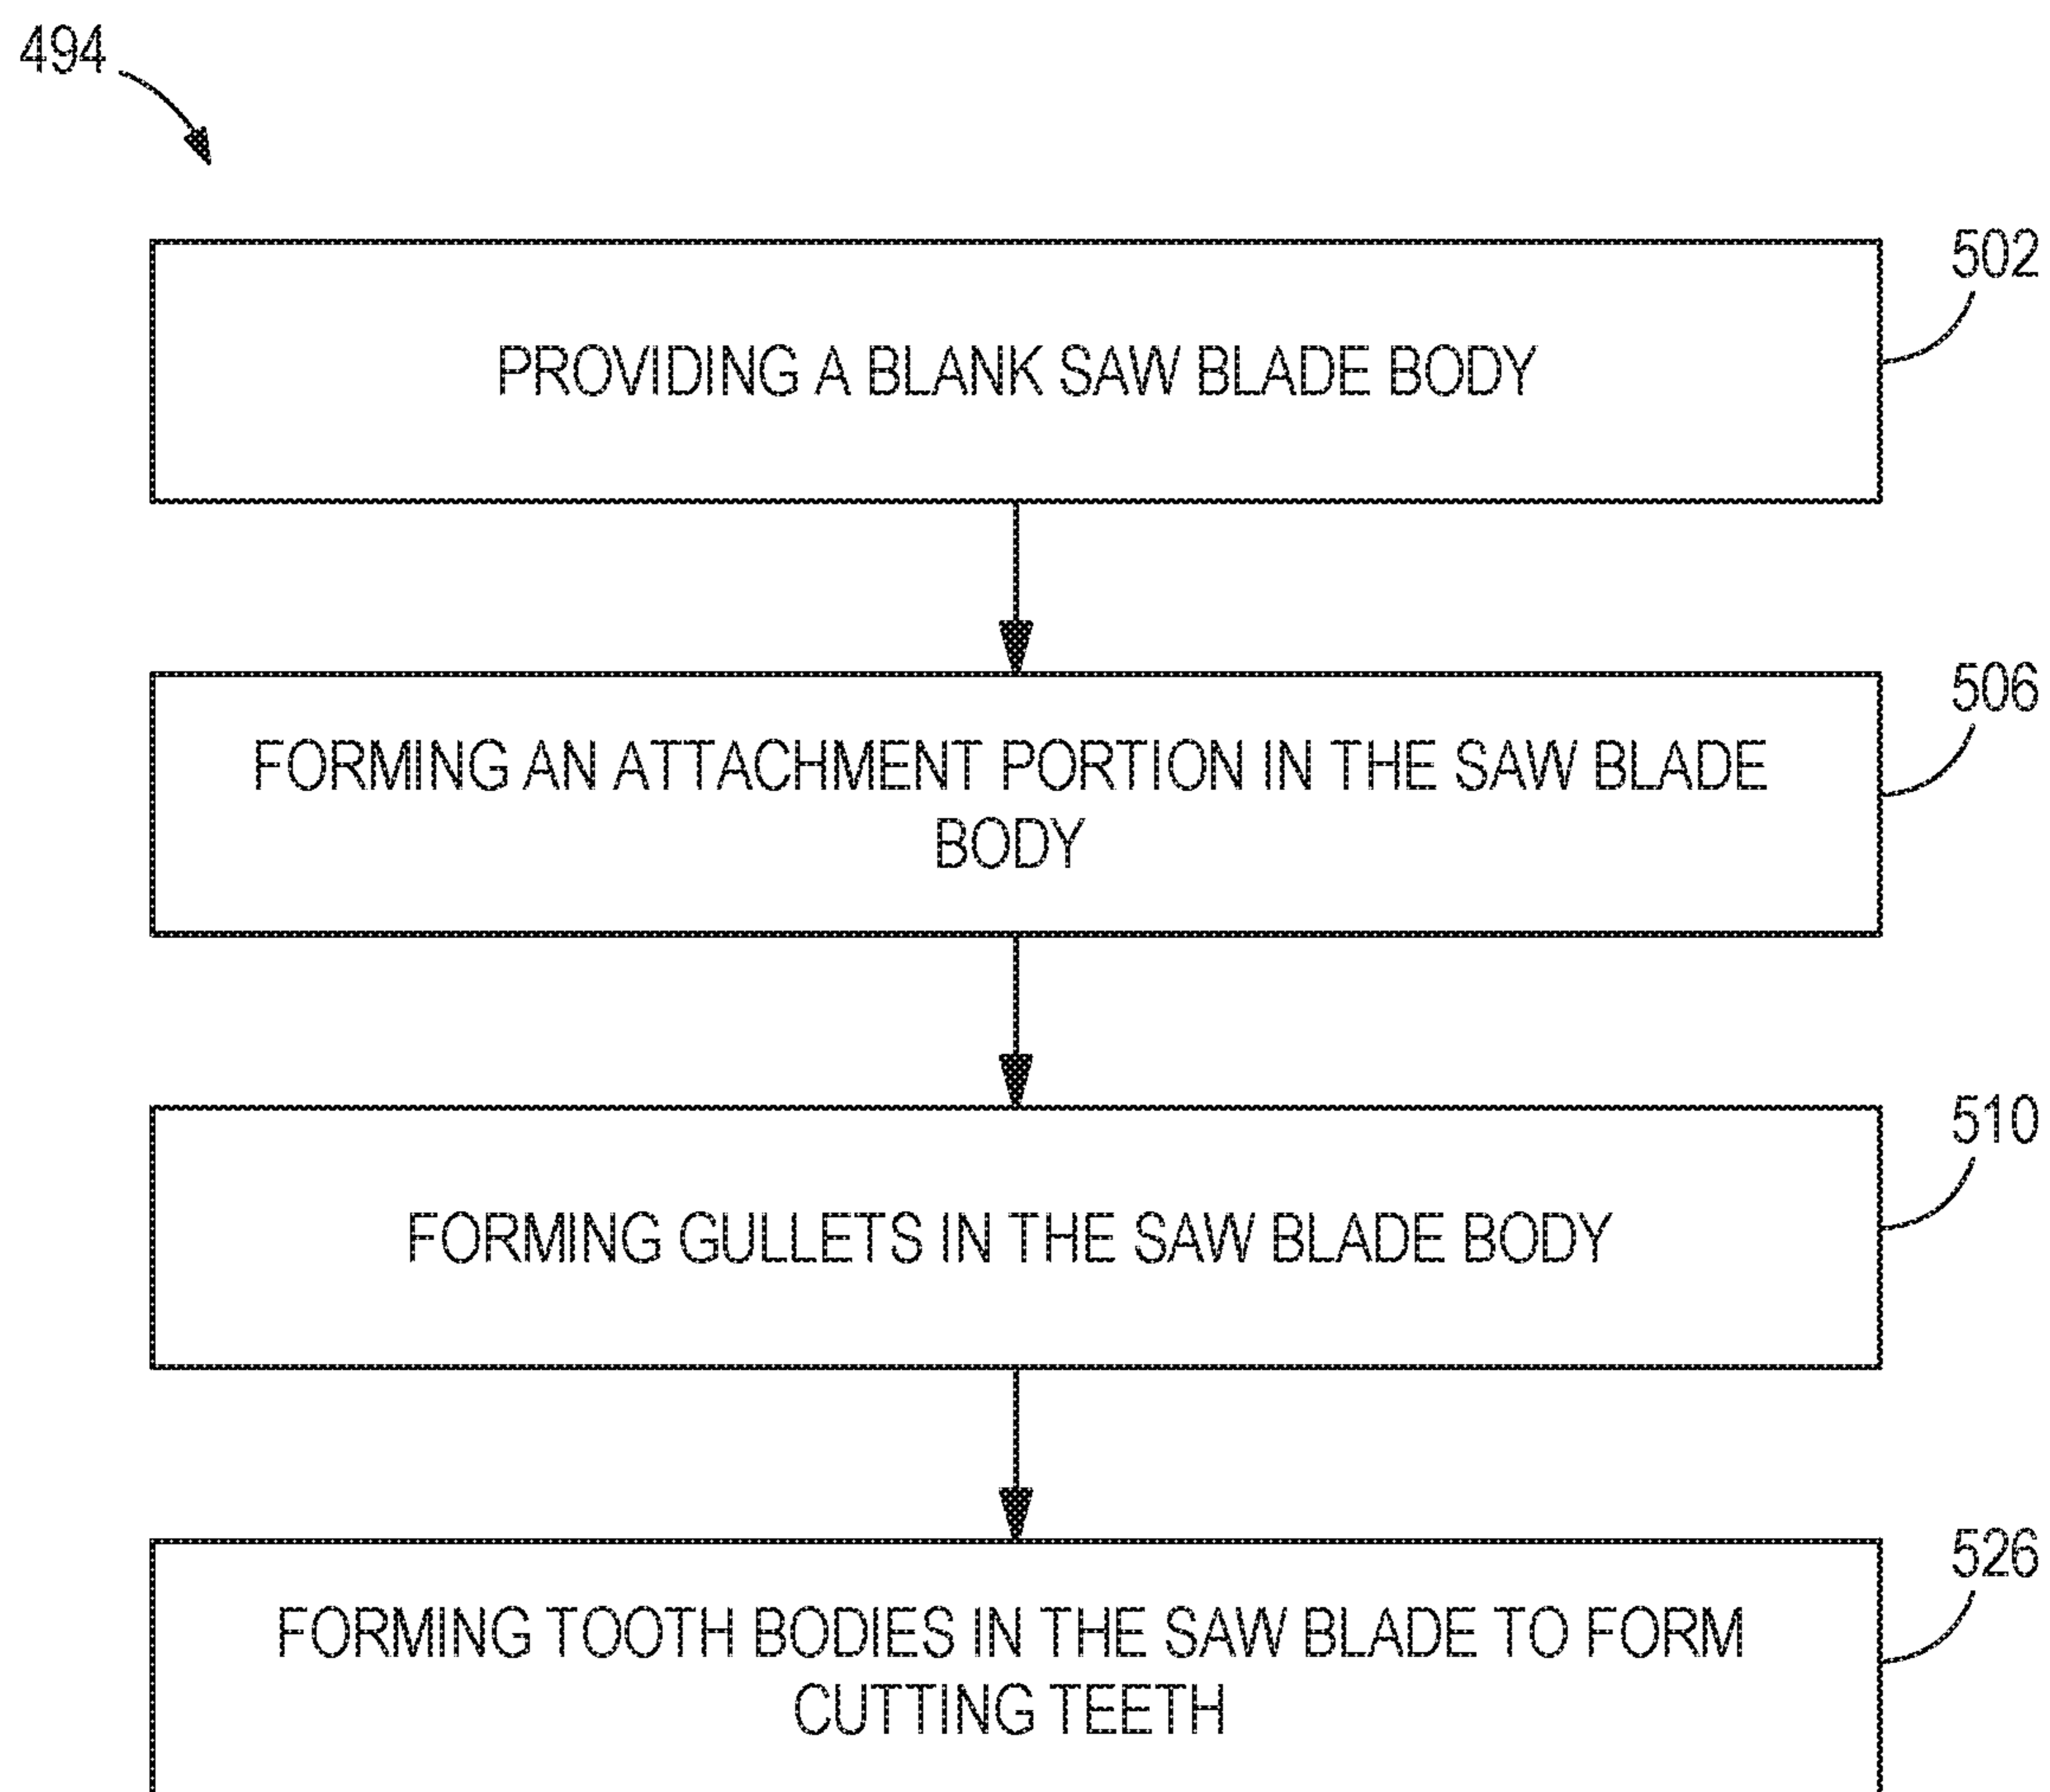 494
502
PROVIDING A BLANK SAW BLADE BODY
506
FORMING AN ATTACHMENT PORTION IN THE SAW BLADE
BODY
510
FORMING GULLETS IN THE SAW BLADE BODY
526
FORMING TOOTH BODIES IN THE SAW BLADE TO FORM
CUTTING TEETH